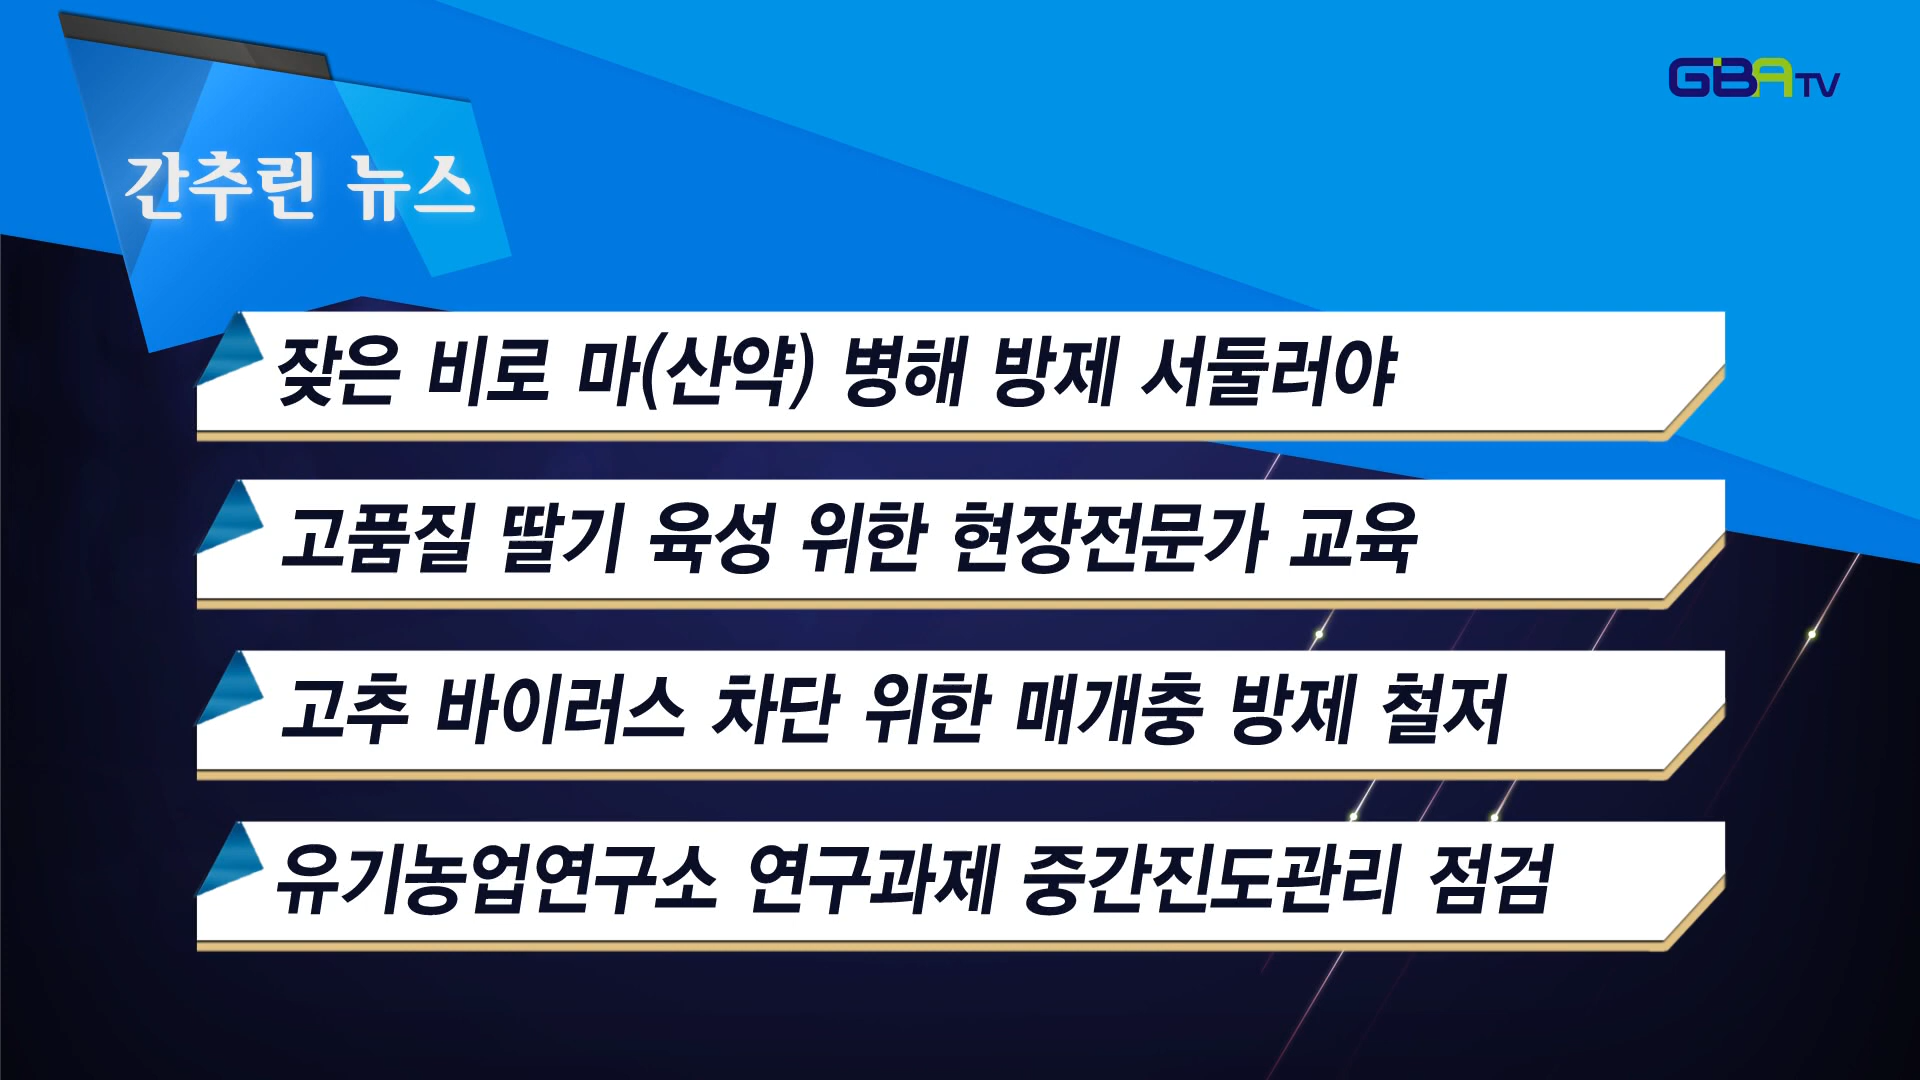 GBA TV
간추린 뉴스
잦은 비로 마(산약) 병해 방제 서둘러야
고품질 딸기 육성 위한 현장전문가 교육
고추 바이러스 차단 위한 매개충 방제 철저
유기농업연구소 연구과제 중간진도관리 점검